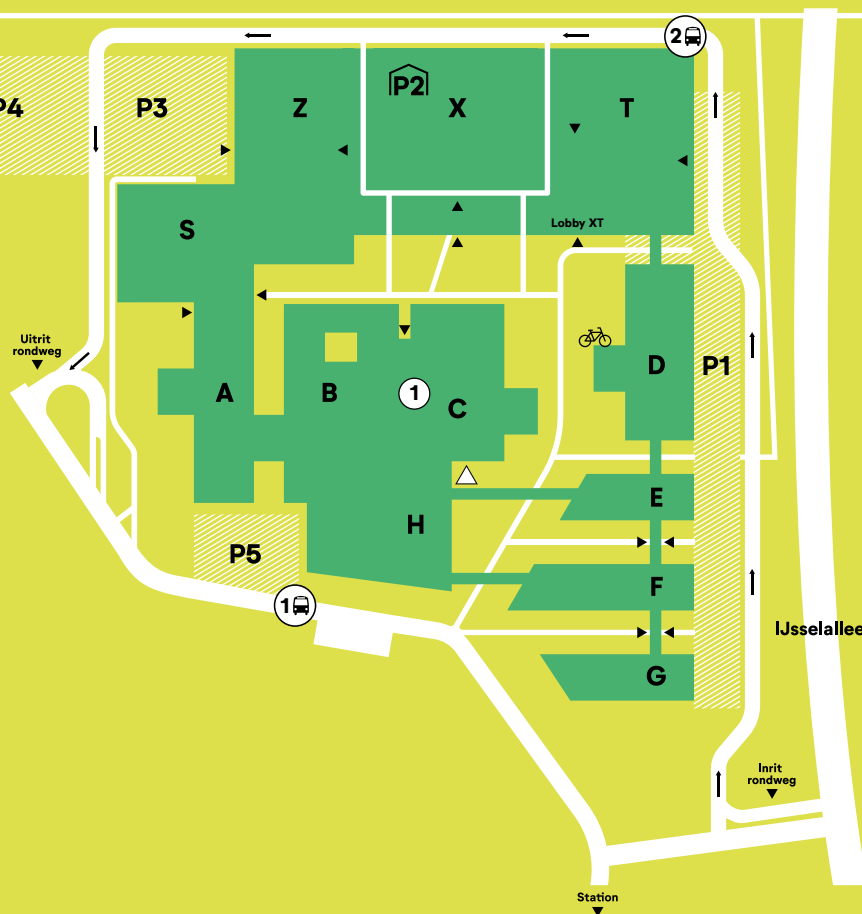 2
P2
P4
P3
Z
X
T
S
Lobby XT
Uitrit
rondweg
A
B
1
C
D
P1
E
H
P5
1
F
IJsselallee
G
Inrit
rondweg
Station